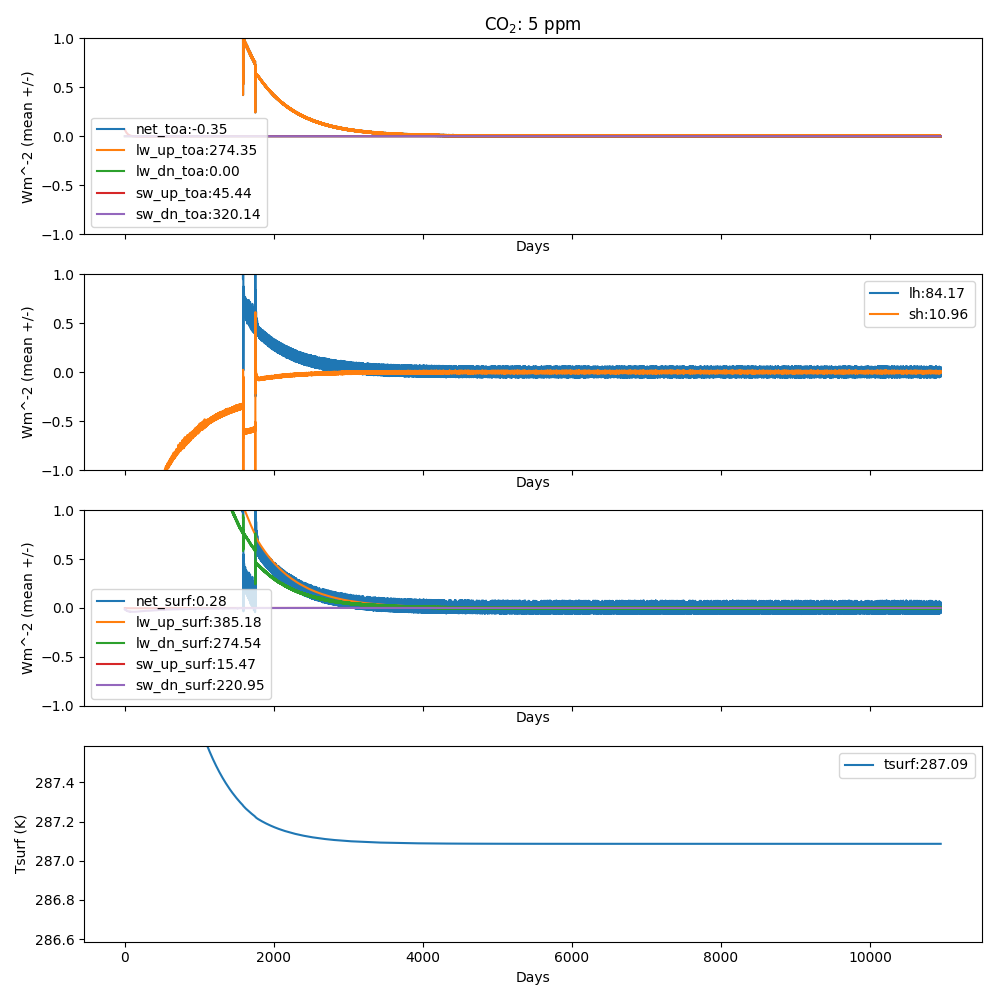 CO₂: 5 ppm
1.0
0.5
0.0
−0.5
−1.0
Wm^-2 (mean +/-)
net_toa:-0.35
lw_up_toa:274.35
lw_dn_toa:0.00
sw_up_toa:45.44
sw_dn_toa:320.14
Days
1.0
0.5
0.0
−0.5
−1.0
Wm^-2 (mean +/-)
lh:84.17
sh:10.96
Days
1.0
0.5
0.0
−0.5
−1.0
Wm^-2 (mean +/-)
net_surf:0.28
lw_up_surf:385.18
lw_dn_surf:274.54
sw_up_surf:15.47
sw_dn_surf:220.95
Days
287.4
287.2
287.0
286.8
286.6
Tsurf (K)
tsurf:287.09
0 2000 4000 6000 8000 10000
Days